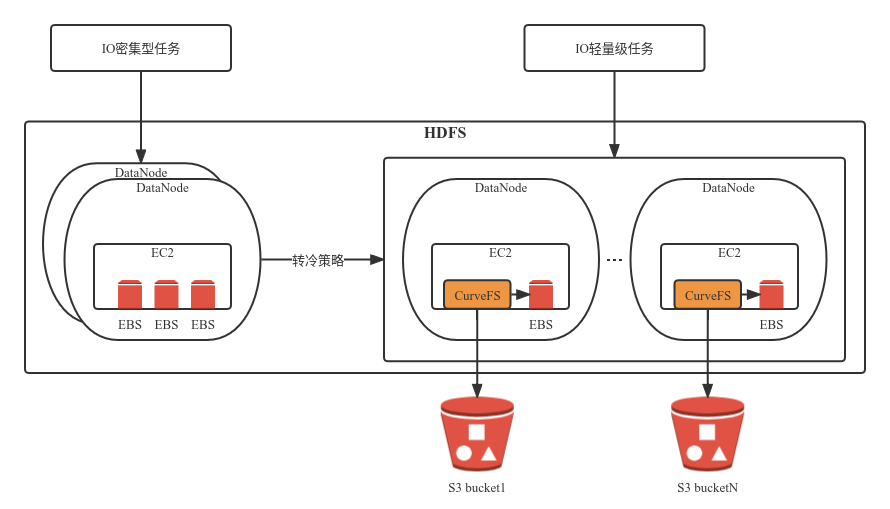 IO密集型任务
IO轻量级任务
HDFS
DataNode
DataNode
EC2
EBS
EBS
EBS
转冷策略
DataNode
EC2
CurveFS
EBS
DataNode
EC2
CurveFS
EBS
S3 bucket1
S3 bucketN